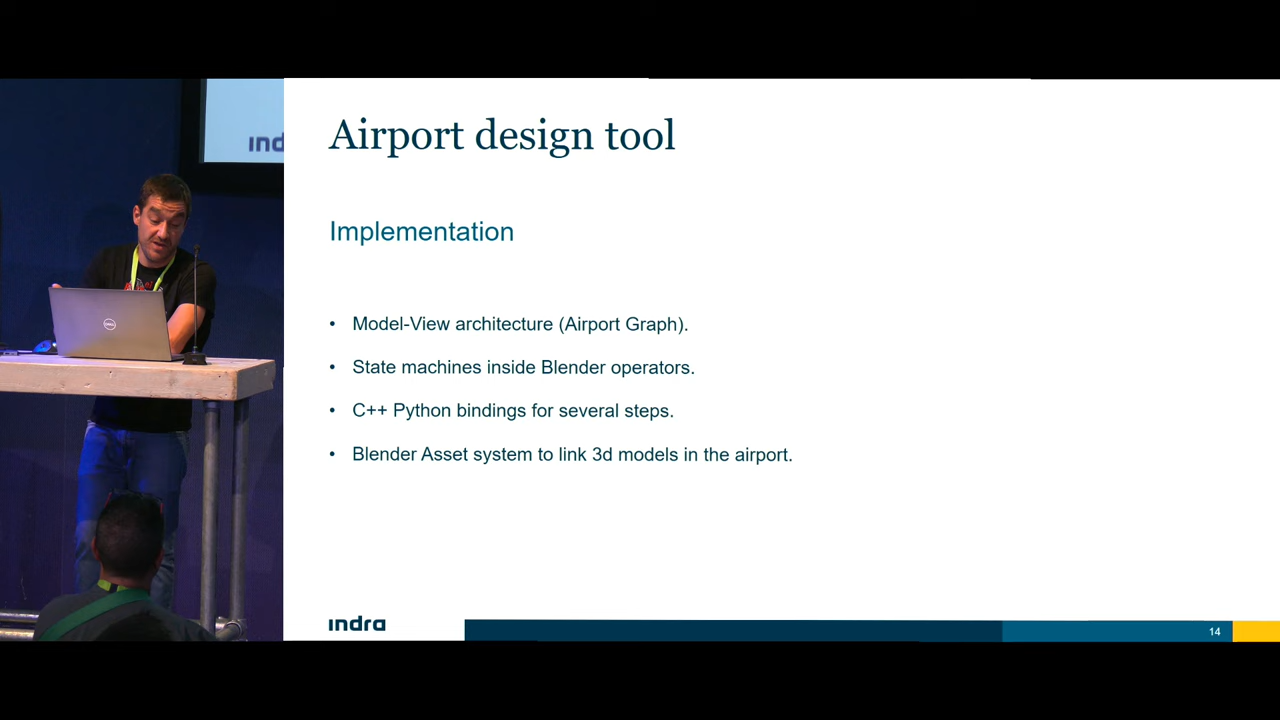 ind
Airport design tool
Implementation
• Model-View architecture (Airport Graph).
• State machines inside Blender operators.
• C++ Python bindings for several steps.
• Blender Asset system to link 3d models in the airport.
indra
14